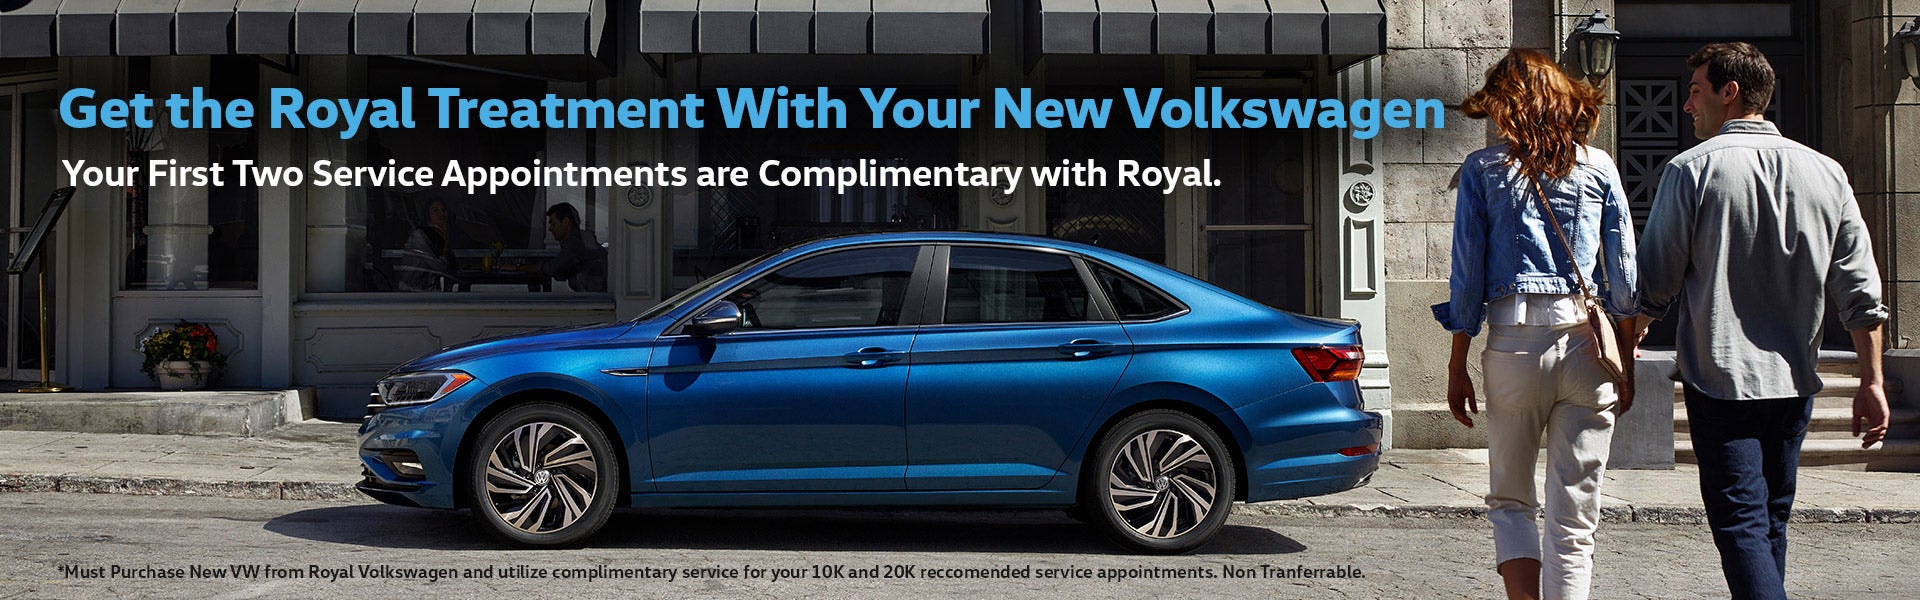 Get the Royal Treatment With Your New Volkswagen
Your First Two Service Appointments are Complimentary with Royal.
*Must Purchase New VW from Royal Volkswagen and utilize complimentary service for your 10K and 20K reccomended service appointments. Non Tranferrable.